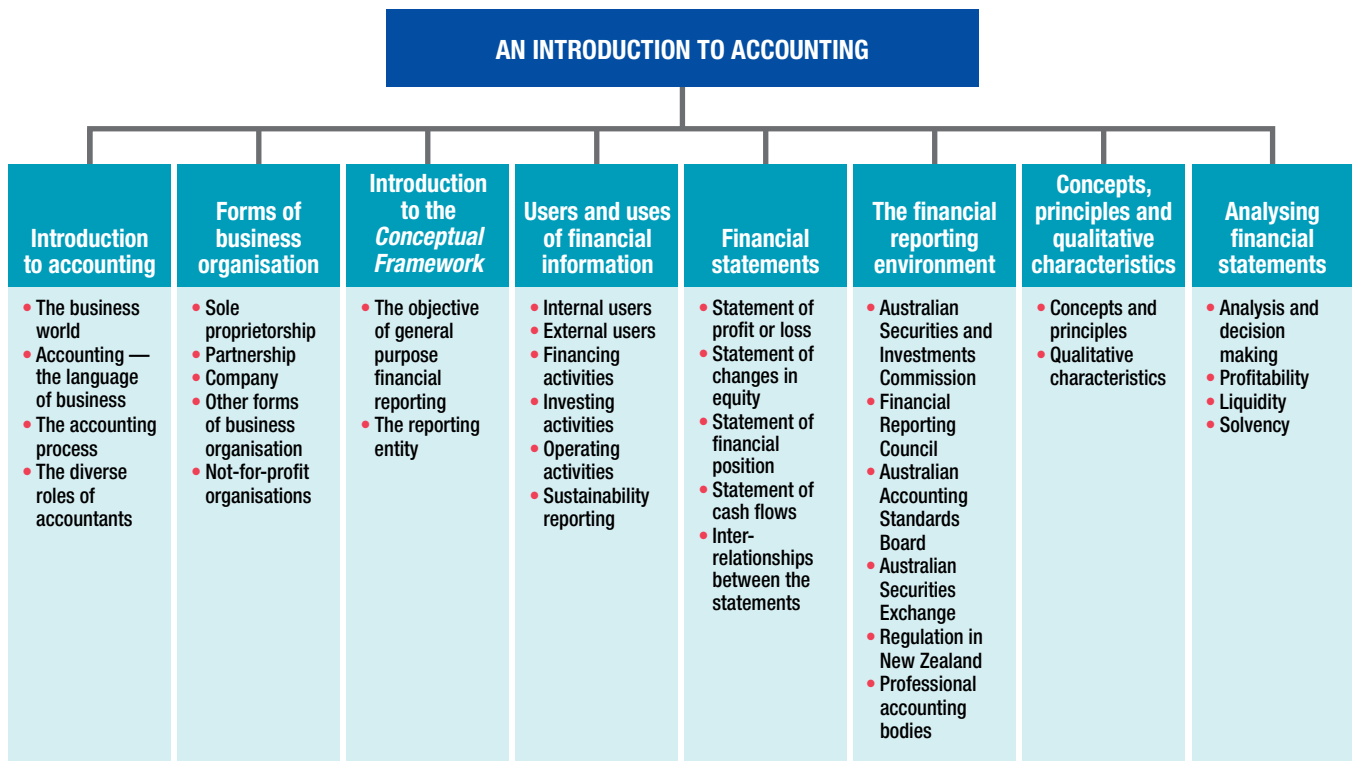 AN INTRODUCTION TO ACCOUNTING
Introduction
to accounting
• The business
world
• Accounting —
the language
of business
• The accounting
process
• The diverse
roles of
accountants
Forms of
business
organisation
• Sole
proprietorship
• Partnership
• Company
• Other forms
of business
organisation
• Not-for-profit
organisations
Introduction
to the
Conceptual
Framework
• The objective
of general
purpose
financial
reporting
• The reporting
entity
Users and uses
of financial
information
• Internal users
• External users
• Financing
activities
• Investing
activities
• Operating
activities
• Sustainability
reporting
Financial
statements
• Statement of
profit or loss
• Statement of
changes in
equity
• Statement of
financial
position
• Statement of
cash flows
• Inter-
relationships
between the
statements
The financial
reporting
environment
• Australian
Securities and
Investments
Commission
• Financial
Reporting
Council
• Australian
Accounting
Standards
Board
• Australian
Securities
Exchange
• Regulation in
New Zealand
• Professional
accounting
bodies
Concepts,
principles and
qualitative
characteristics
• Concepts and
principles
• Qualitative
characteristics
Analysing
financial
statements
• Analysis and
decision
making
• Profitability
• Liquidity
• Solvency